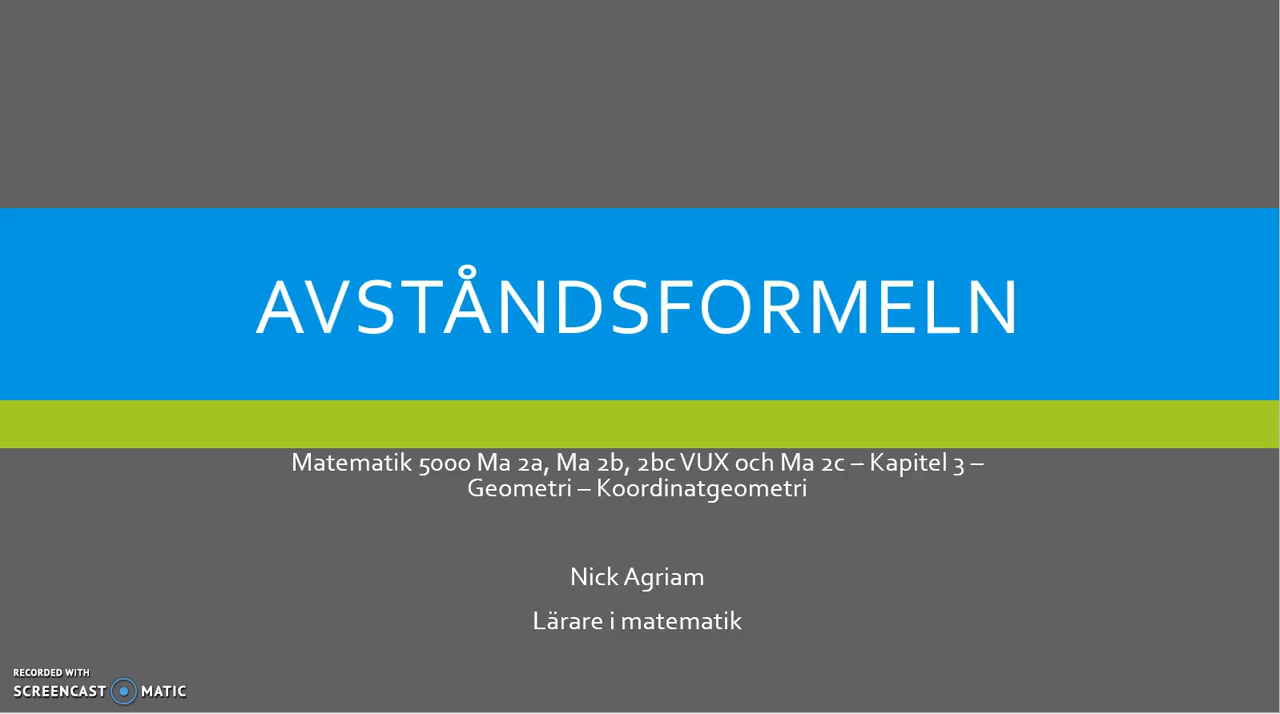 AVSTÅNDSFORMELN
Matematik 5000 Ma 2a, Ma 2b, 2bc VUX och Ma 2c – Kapitel 3 –
Geometri – Koordinatgeometri
Nick Agriam
Lärare i matematik
RECORDED WITH
SCREENCAST MATIC